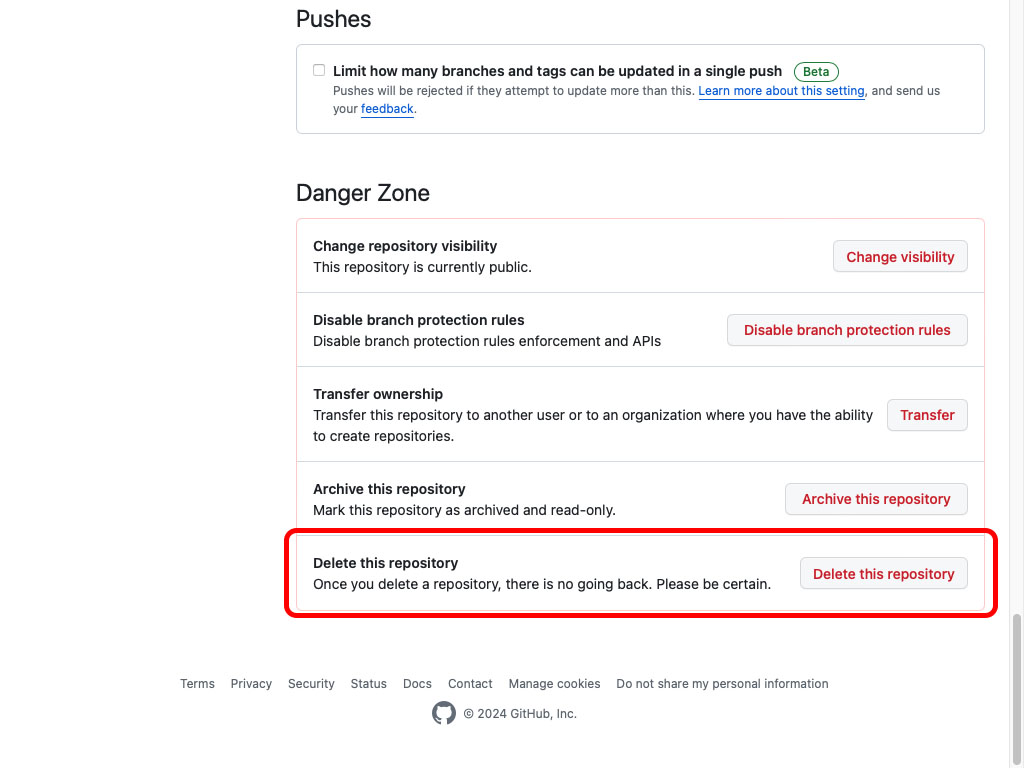 Pushes
Limit how many branches and tags can be updated in a single push Beta
Pushes will be rejected if they attempt to update more than this. Learn more about this setting, and send us
your feedback.
Danger Zone
Change repository visibility
This repository is currently public.
Change visibility
Disable branch protection rules
Disable branch protection rules enforcement and APIs
Disable branch protection rules
Transfer ownership
Transfer this repository to another user or to an organization where you have the ability
to create repositories.
Transfer
Archive this repository
Mark this repository as archived and read-only.
Archive this repository
Delete this repository
Once you delete a repository, there is no going back. Please be certain.
Delete this repository
Terms Privacy Security Status Docs Contact Manage cookies Do not share my personal information
© 2024 GitHub, Inc.